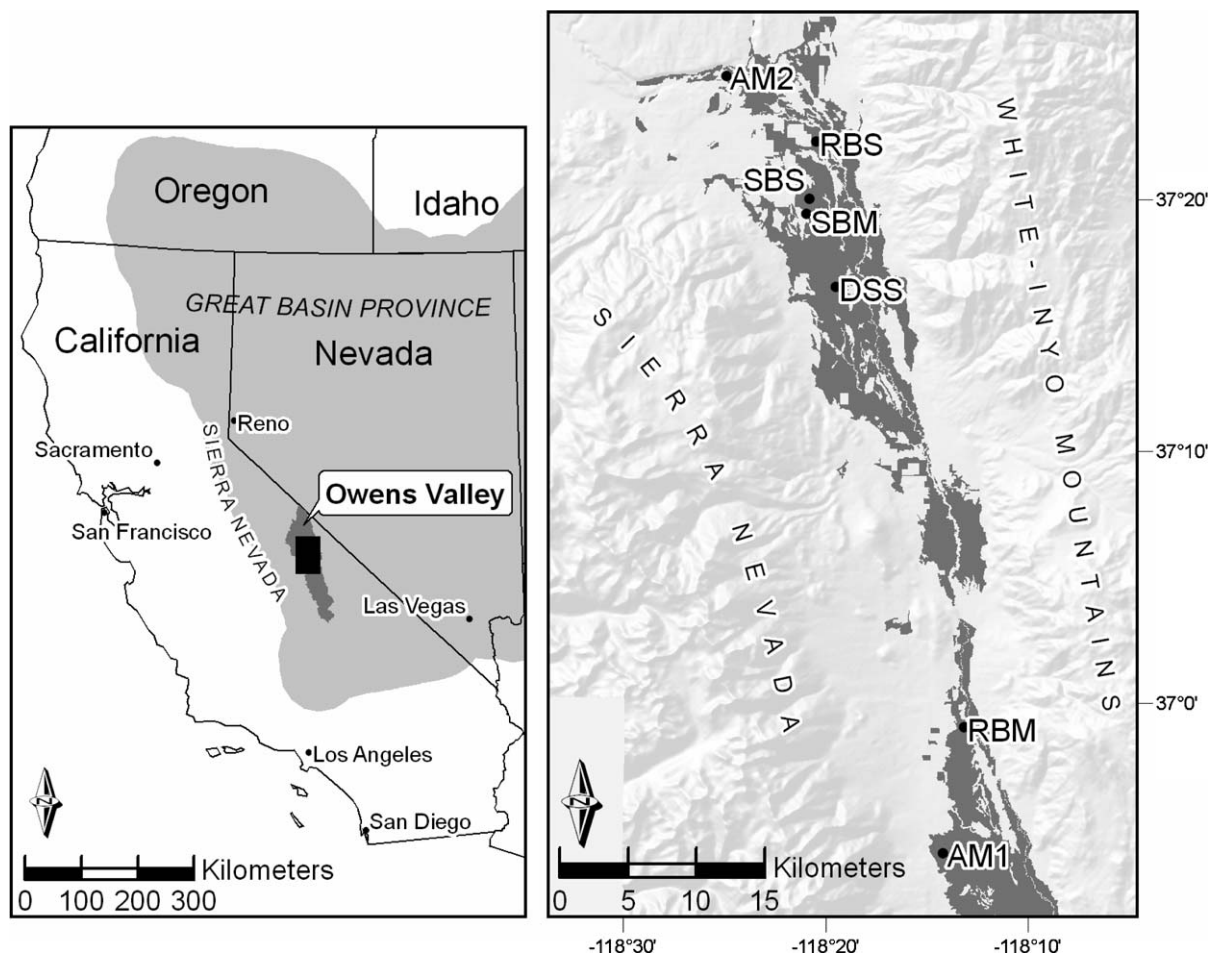 Oregon
Idaho
GREAT BASIN PROVINCE
California
Nevada
Reno
Sacramento
SIERRA NEVADA
Owens Valley
San Francisco
Las Vegas
Los Angeles
San Diego
N
Kilometers
0 100 200 300
AM2
RBS
SBS
SBM
DSS
WHITE-INYO MOUNTAINS
SIERRA NEVADA
RBM
AM1
N
Kilometers
0 5 10 15
37°20'
37°10'
37°0'
-118°30' -118°20' -118°10'